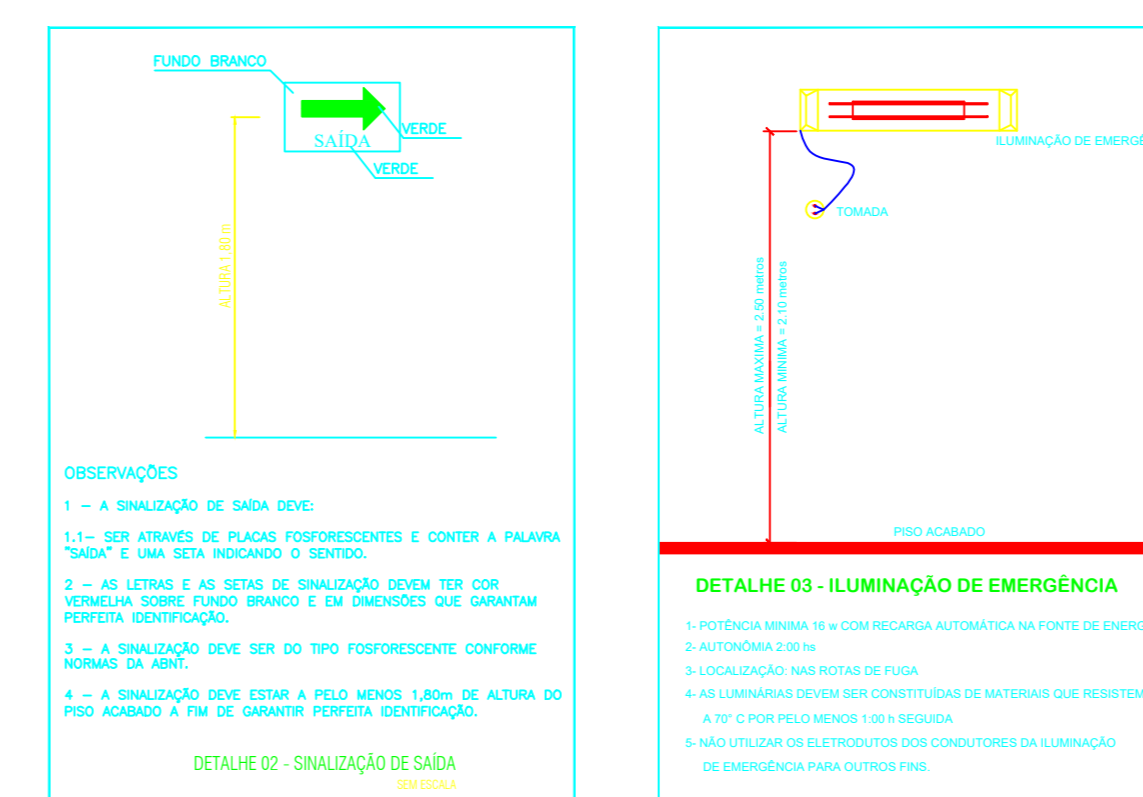 FUNDO BRANCO
SAÍDA
VERDE
VERDE
ALTURA 1.80 m
OBSERVAÇÕES
1 – A SINALIZAÇÃO DE SAÍDA DEVE:
1.1– SER ATRAVÉS DE PLACAS FOSFORESCENTES E CONTER A PALAVRA
"SAÍDA" E UMA SETA INDICANDO O SENTIDO.
2 – AS LETRAS E AS SETAS DE SINALIZAÇÃO DEVEM TER COR
VERMELHA SOBRE FUNDO BRANCO E EM DIMENSÕES QUE GARANTAM
PERFEITA IDENTIFICAÇÃO.
3 – A SINALIZAÇÃO DEVE SER DO TIPO FOSFORESCENTE CONFORME
NORMAS DA ABNT.
4 – A SINALIZAÇÃO DEVE ESTAR A PELO MENOS 1,80m DE ALTURA DO
PISO ACABADO A FIM DE GARANTIR PERFEITA IDENTIFICAÇÃO.
DETALHE 02 - SINALIZAÇÃO DE SAÍDA
SEM ESCALA
ILUMINAÇÃO DE EMERGÊ
TOMADA
ALTURA MAXIMA = 2.50 metros
ALTURA MINIMA = 2.10 metros
PISO ACABADO
DETALHE 03 - ILUMINAÇÃO DE EMERGÊNCIA
1- POTÊNCIA MINIMA 16 w COM RECARGA AUTOMÁTICA NA FONTE DE ENERG
2- AUTONÔMIA 2:00 hs
3- LOCALIZAÇÃO: NAS ROTAS DE FUGA
4- AS LUMINÁRIAS DEVEM SER CONSTITUÍDAS DE MATERIAIS QUE RESISTEM
A 70° C POR PELO MENOS 1:00 h SEGUIDA
5- NÃO UTILIZAR OS ELETRODUTOS DOS CONDUTORES DA ILUMINAÇÃO
DE EMERGÊNCIA PARA OUTROS FINS.